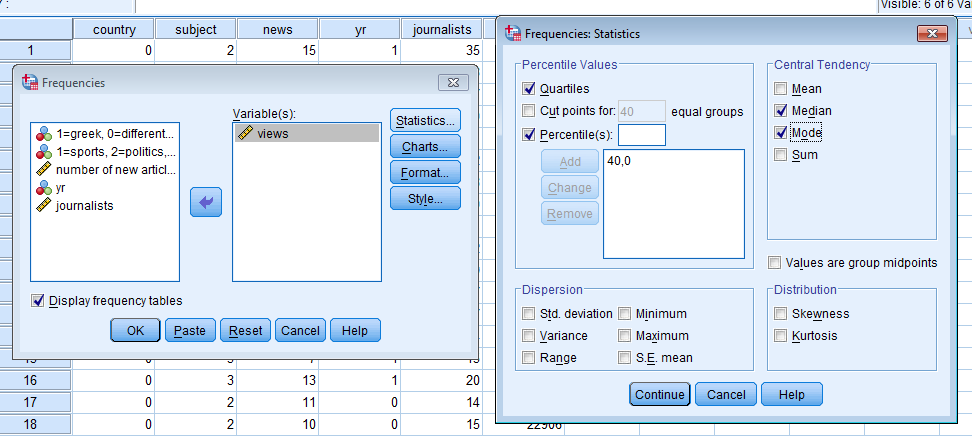 Visible: 6 of 6 Va
country subject news yr journalists
1 0 2 15 1 35
Frequencies
1=greek, 0=different...
1=sports, 2=politics,...
number of new articl...
yr
journalists
Variable(s):
views
Statistics...
Charts...
Format...
Style...
Display frequency tables
OK Paste Reset Cancel Help
16 0 3 13 1 20
17 0 2 11 0 14
18 0 2 10 0 15 22906
Frequencies: Statistics
Percentile Values
Quartiles
Cut points for: 40 equal groups
Percentile(s):
Add
Change
Remove
40,0
Central Tendency
Mean
Median
Mode
Sum
Values are group midpoints
Dispersion
Std. deviation Minimum
Variance Maximum
Range S.E. mean
Distribution
Skewness
Kurtosis
Continue Cancel Help